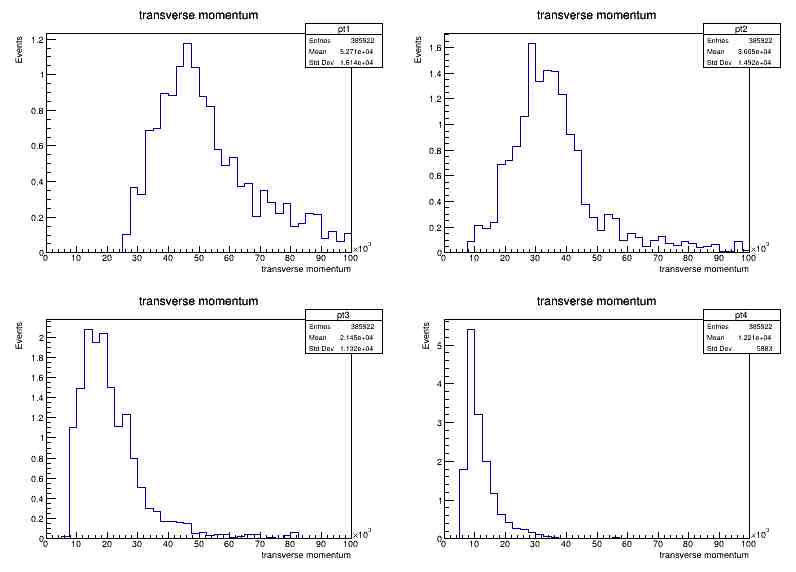 transverse momentum
pt1
Entries 385922
Mean 5.271e+04
Std Dev 1.614e+04
Events
1.2
1
0.8
0.6
0.4
0.2
0
0 10 20 30 40 50 60 70 80 90 100
×10³
transverse momentum
transverse momentum
pt2
Entries 385922
Mean 3.605e+04
Std Dev 1.492e+04
Events
1.6
1.4
1.2
1
0.8
0.6
0.4
0.2
0
0 10 20 30 40 50 60 70 80 90 100
×10³
transverse momentum
transverse momentum
pt3
Entries 385922
Mean 2.145e+04
Std Dev 1.132e+04
Events
2
1.8
1.6
1.4
1.2
1
0.8
0.6
0.4
0.2
0
0 10 20 30 40 50 60 70 80 90 100
×10³
transverse momentum
transverse momentum
pt4
Entries 385922
Mean 1.221e+04
Std Dev 5883
Events
5
4
3
2
1
0
0 10 20 30 40 50 60 70 80 90 100
×10³
transverse momentum